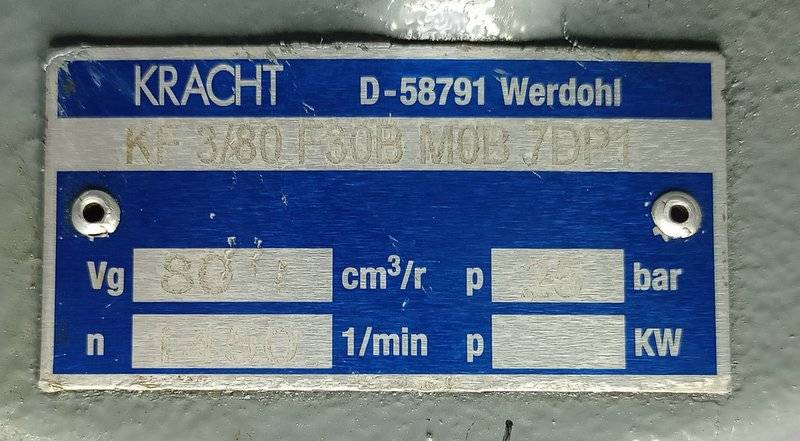 KRACHT D-58791 Werdohl
KF 3/80 F30B M0B 7DP1
Vg cm³/r p bar
n 1/min p KW